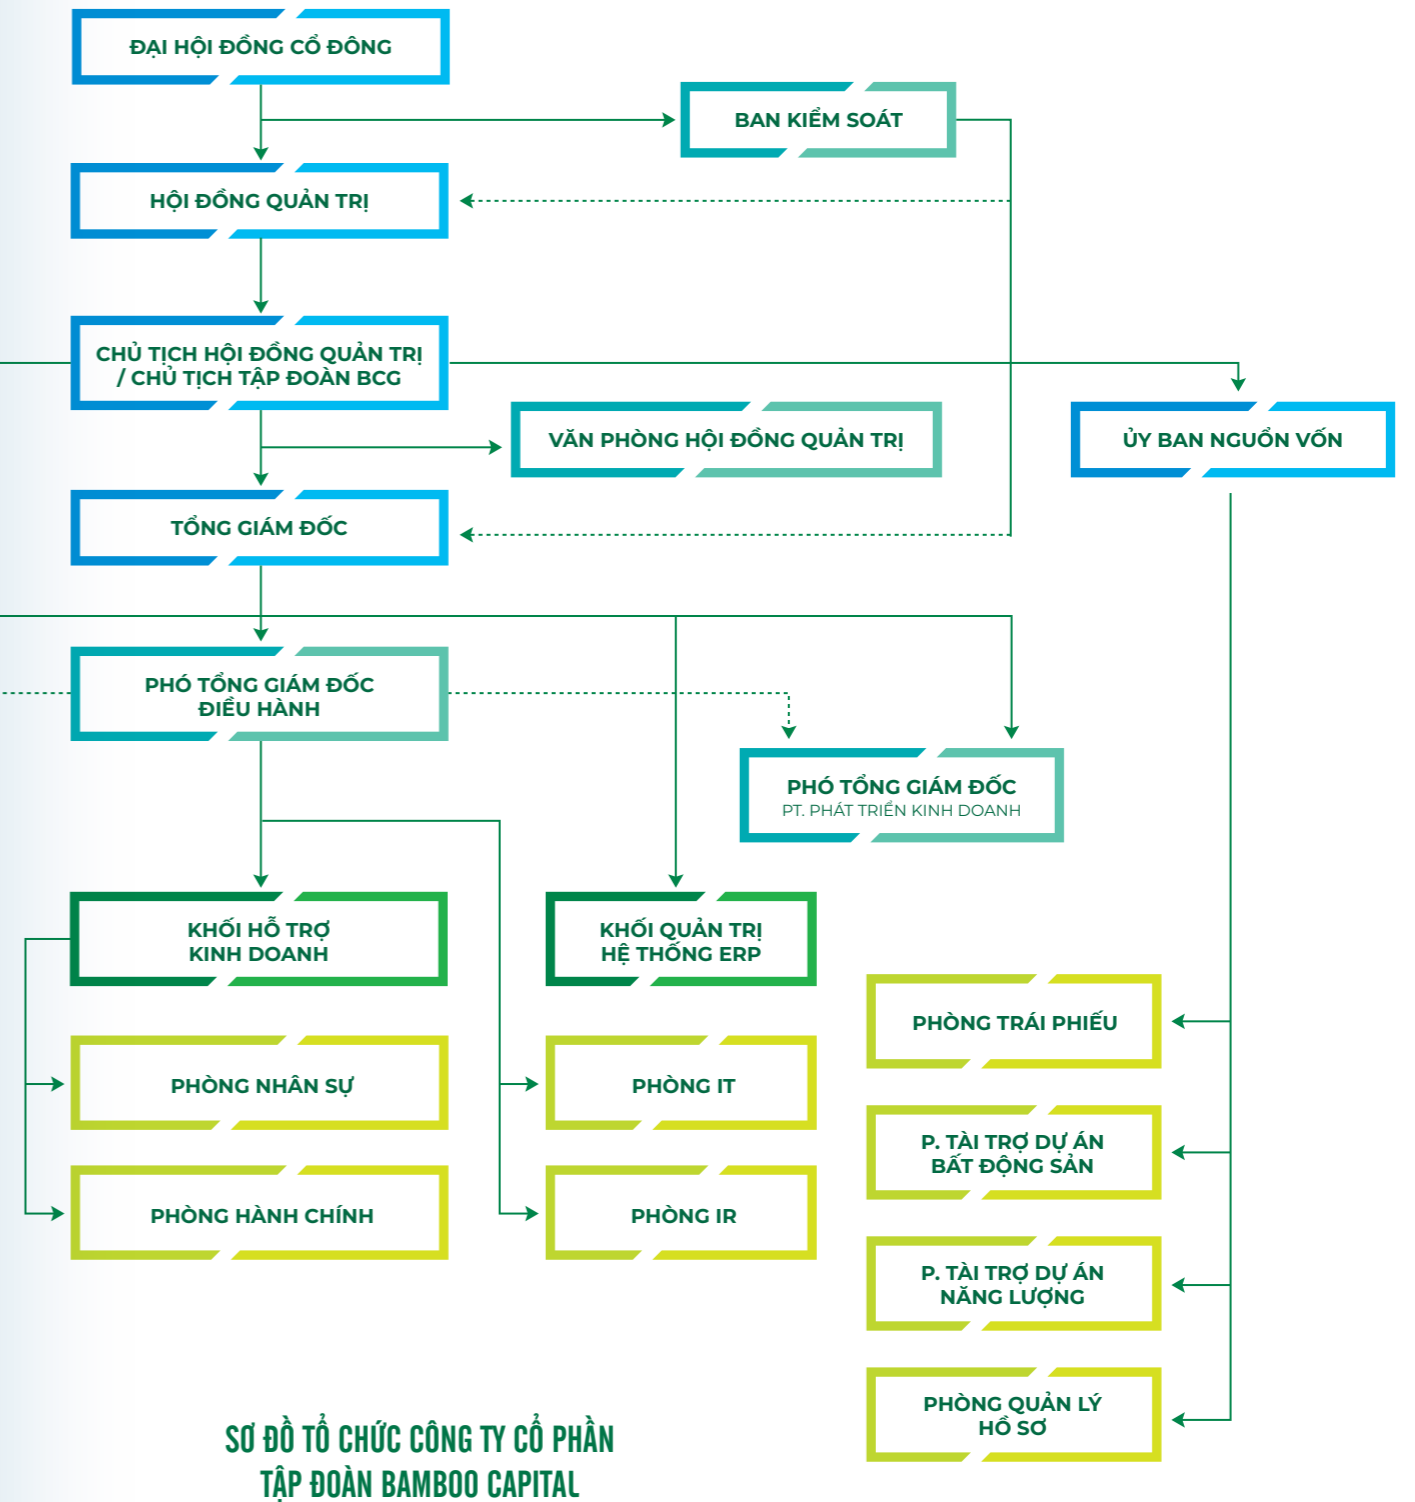 ĐẠI HỘI ĐỒNG CỔ ĐÔNG
BAN KIỂM SOÁT
HỘI ĐỒNG QUẢN TRỊ
CHỦ TỊCH HỘI ĐỒNG QUẢN TRỊ
/ CHỦ TỊCH TẬP ĐOÀN BCG
VĂN PHÒNG HỘI ĐỒNG QUẢN TRỊ
ỦY BAN NGUỒN VỐN
TỔNG GIÁM ĐỐC
PHÓ TỔNG GIÁM ĐỐC
ĐIỀU HÀNH
PHÓ TỔNG GIÁM ĐỐC
PT. PHÁT TRIỂN KINH DOANH
KHỐI HỖ TRỢ
KINH DOANH
KHỐI QUẢN TRỊ
HỆ THỐNG ERP
PHÒNG TRÁI PHIẾU
PHÒNG NHÂN SỰ
PHÒNG IT
P. TÀI TRỢ DỰ ÁN
BẤT ĐỘNG SẢN
PHÒNG HÀNH CHÍNH
PHÒNG IR
P. TÀI TRỢ DỰ ÁN
NĂNG LƯỢNG
PHÒNG QUẢN LÝ
HỒ SƠ
SƠ ĐỒ TỔ CHỨC CÔNG TY CỔ PHẦN
TẬP ĐOÀN BAMBOO CAPITAL